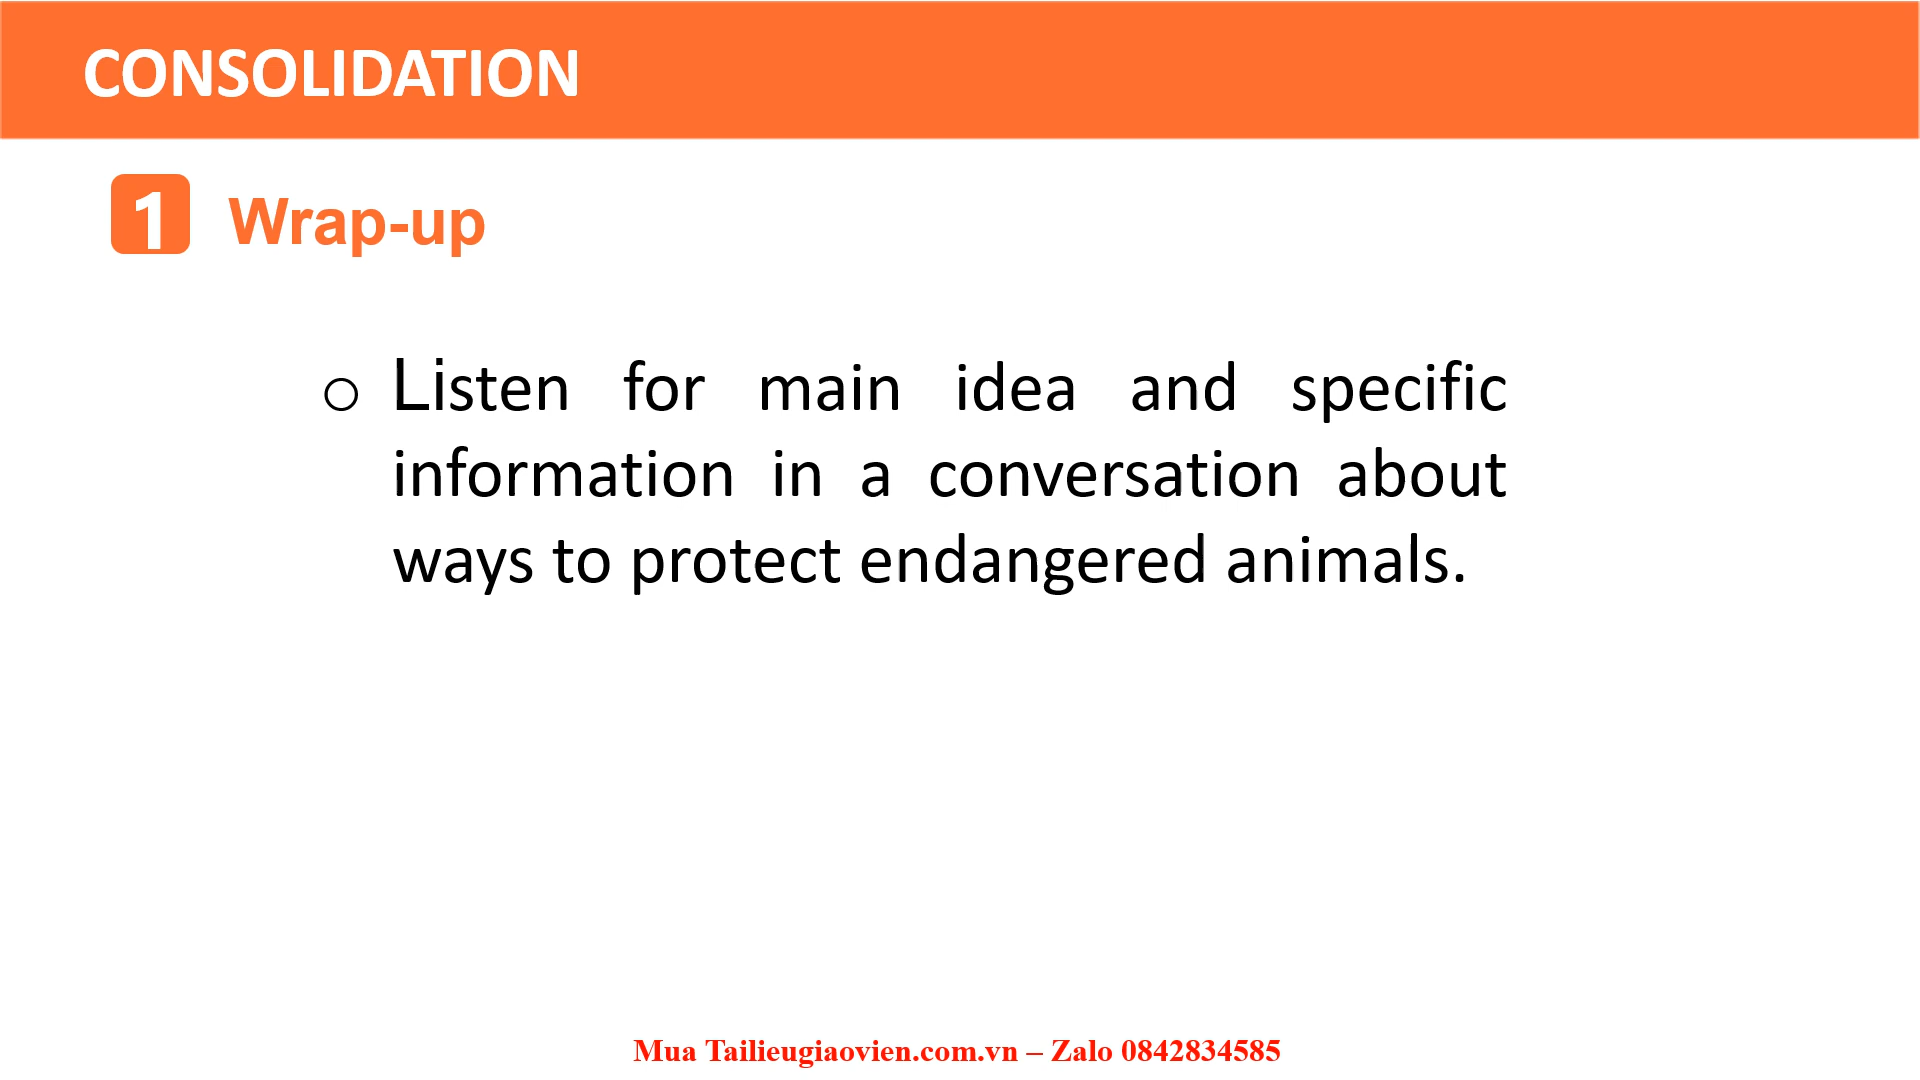 CONSOLIDATION
1 Wrap-up
o Listen for main idea and specific
information in a conversation about
ways to protect endangered animals.
Mua Tailieugiaovien.com.vn – Zalo 0842834585